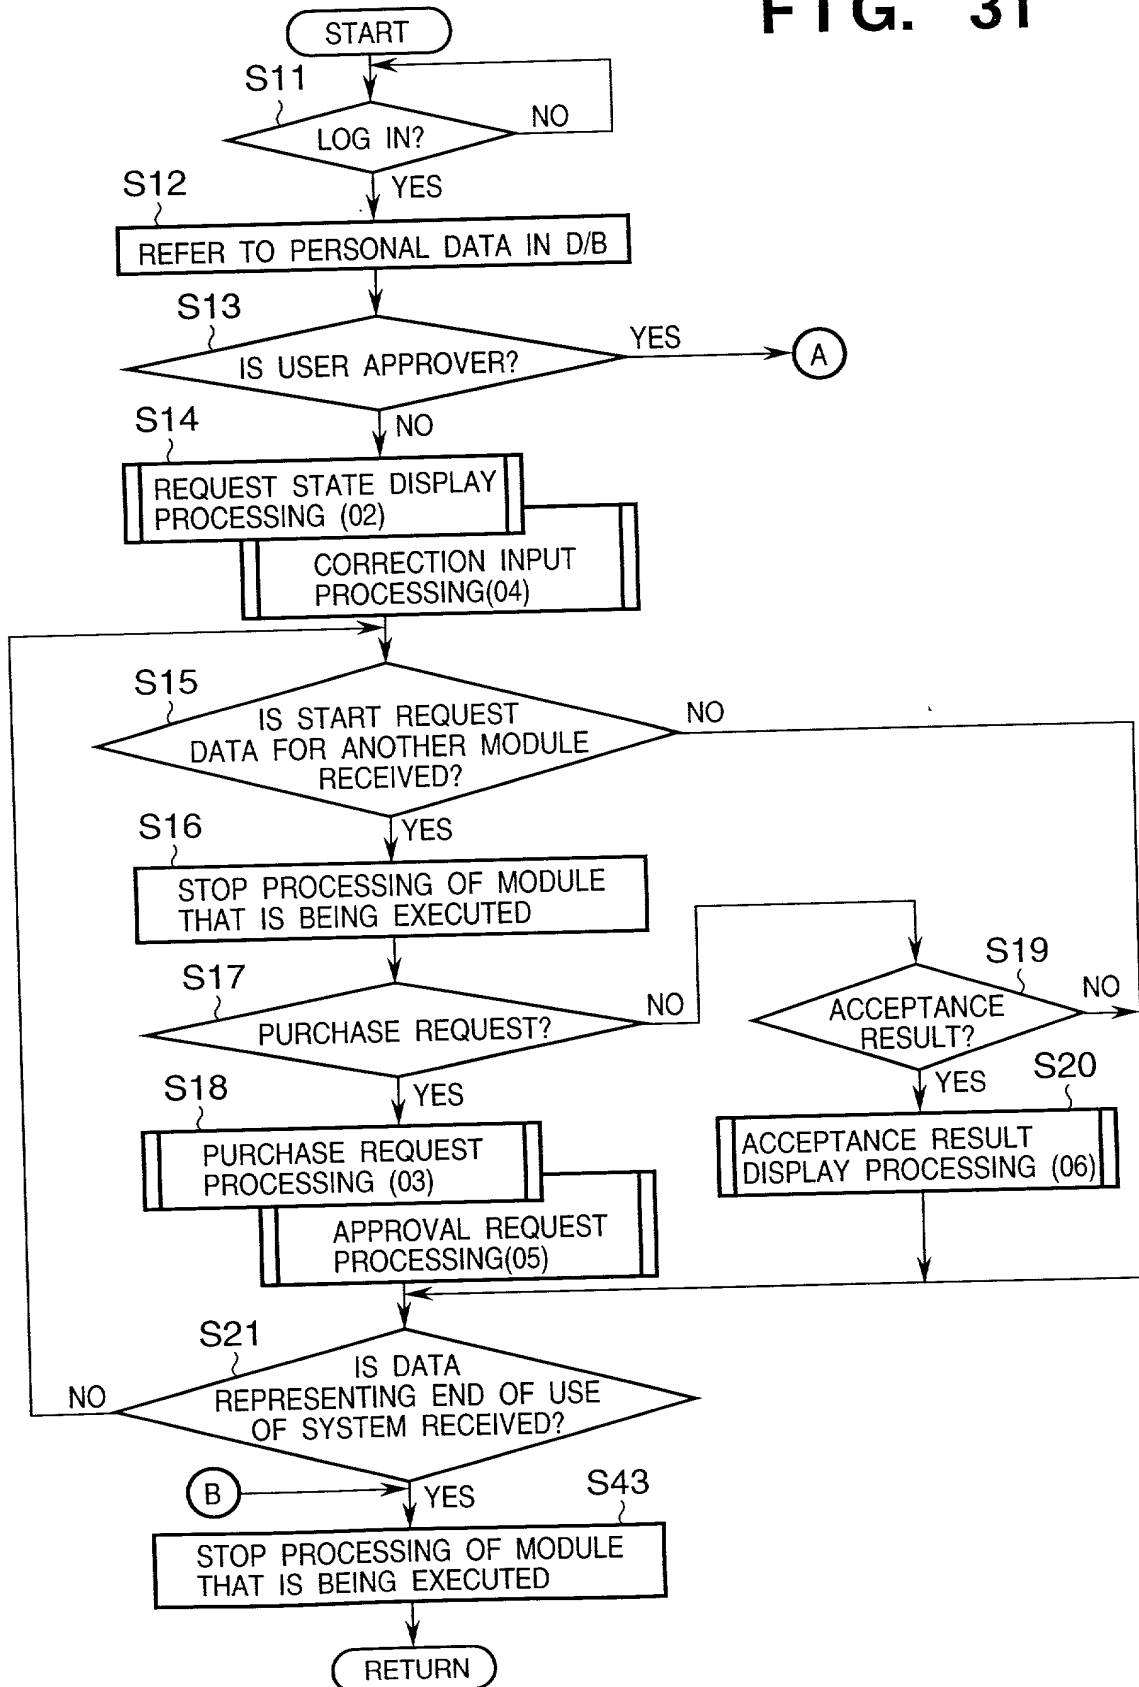 FIG. 31
START
S11
NO
LOG IN?
S12
YES
REFER TO PERSONAL DATA IN D/B
S13
YES
IS USER APPROVER?
A
S14
NO
REQUEST STATE DISPLAY
PROCESSING (02)
CORRECTION INPUT
PROCESSING(04)
S15
NO
IS START REQUEST
DATA FOR ANOTHER MODULE
RECEIVED?
S16
YES
STOP PROCESSING OF MODULE
THAT IS BEING EXECUTED
S17
NO
PURCHASE REQUEST?
S19
NO
ACCEPTANCE
RESULT?
S18
YES
PURCHASE REQUEST
PROCESSING (03)
APPROVAL REQUEST
PROCESSING(05)
YES
S20
ACCEPTANCE RESULT
DISPLAY PROCESSING (06)
S21
NO
IS DATA
REPRESENTING END OF USE
OF SYSTEM RECEIVED?
B
YES
S43
STOP PROCESSING OF MODULE
THAT IS BEING EXECUTED
RETURN